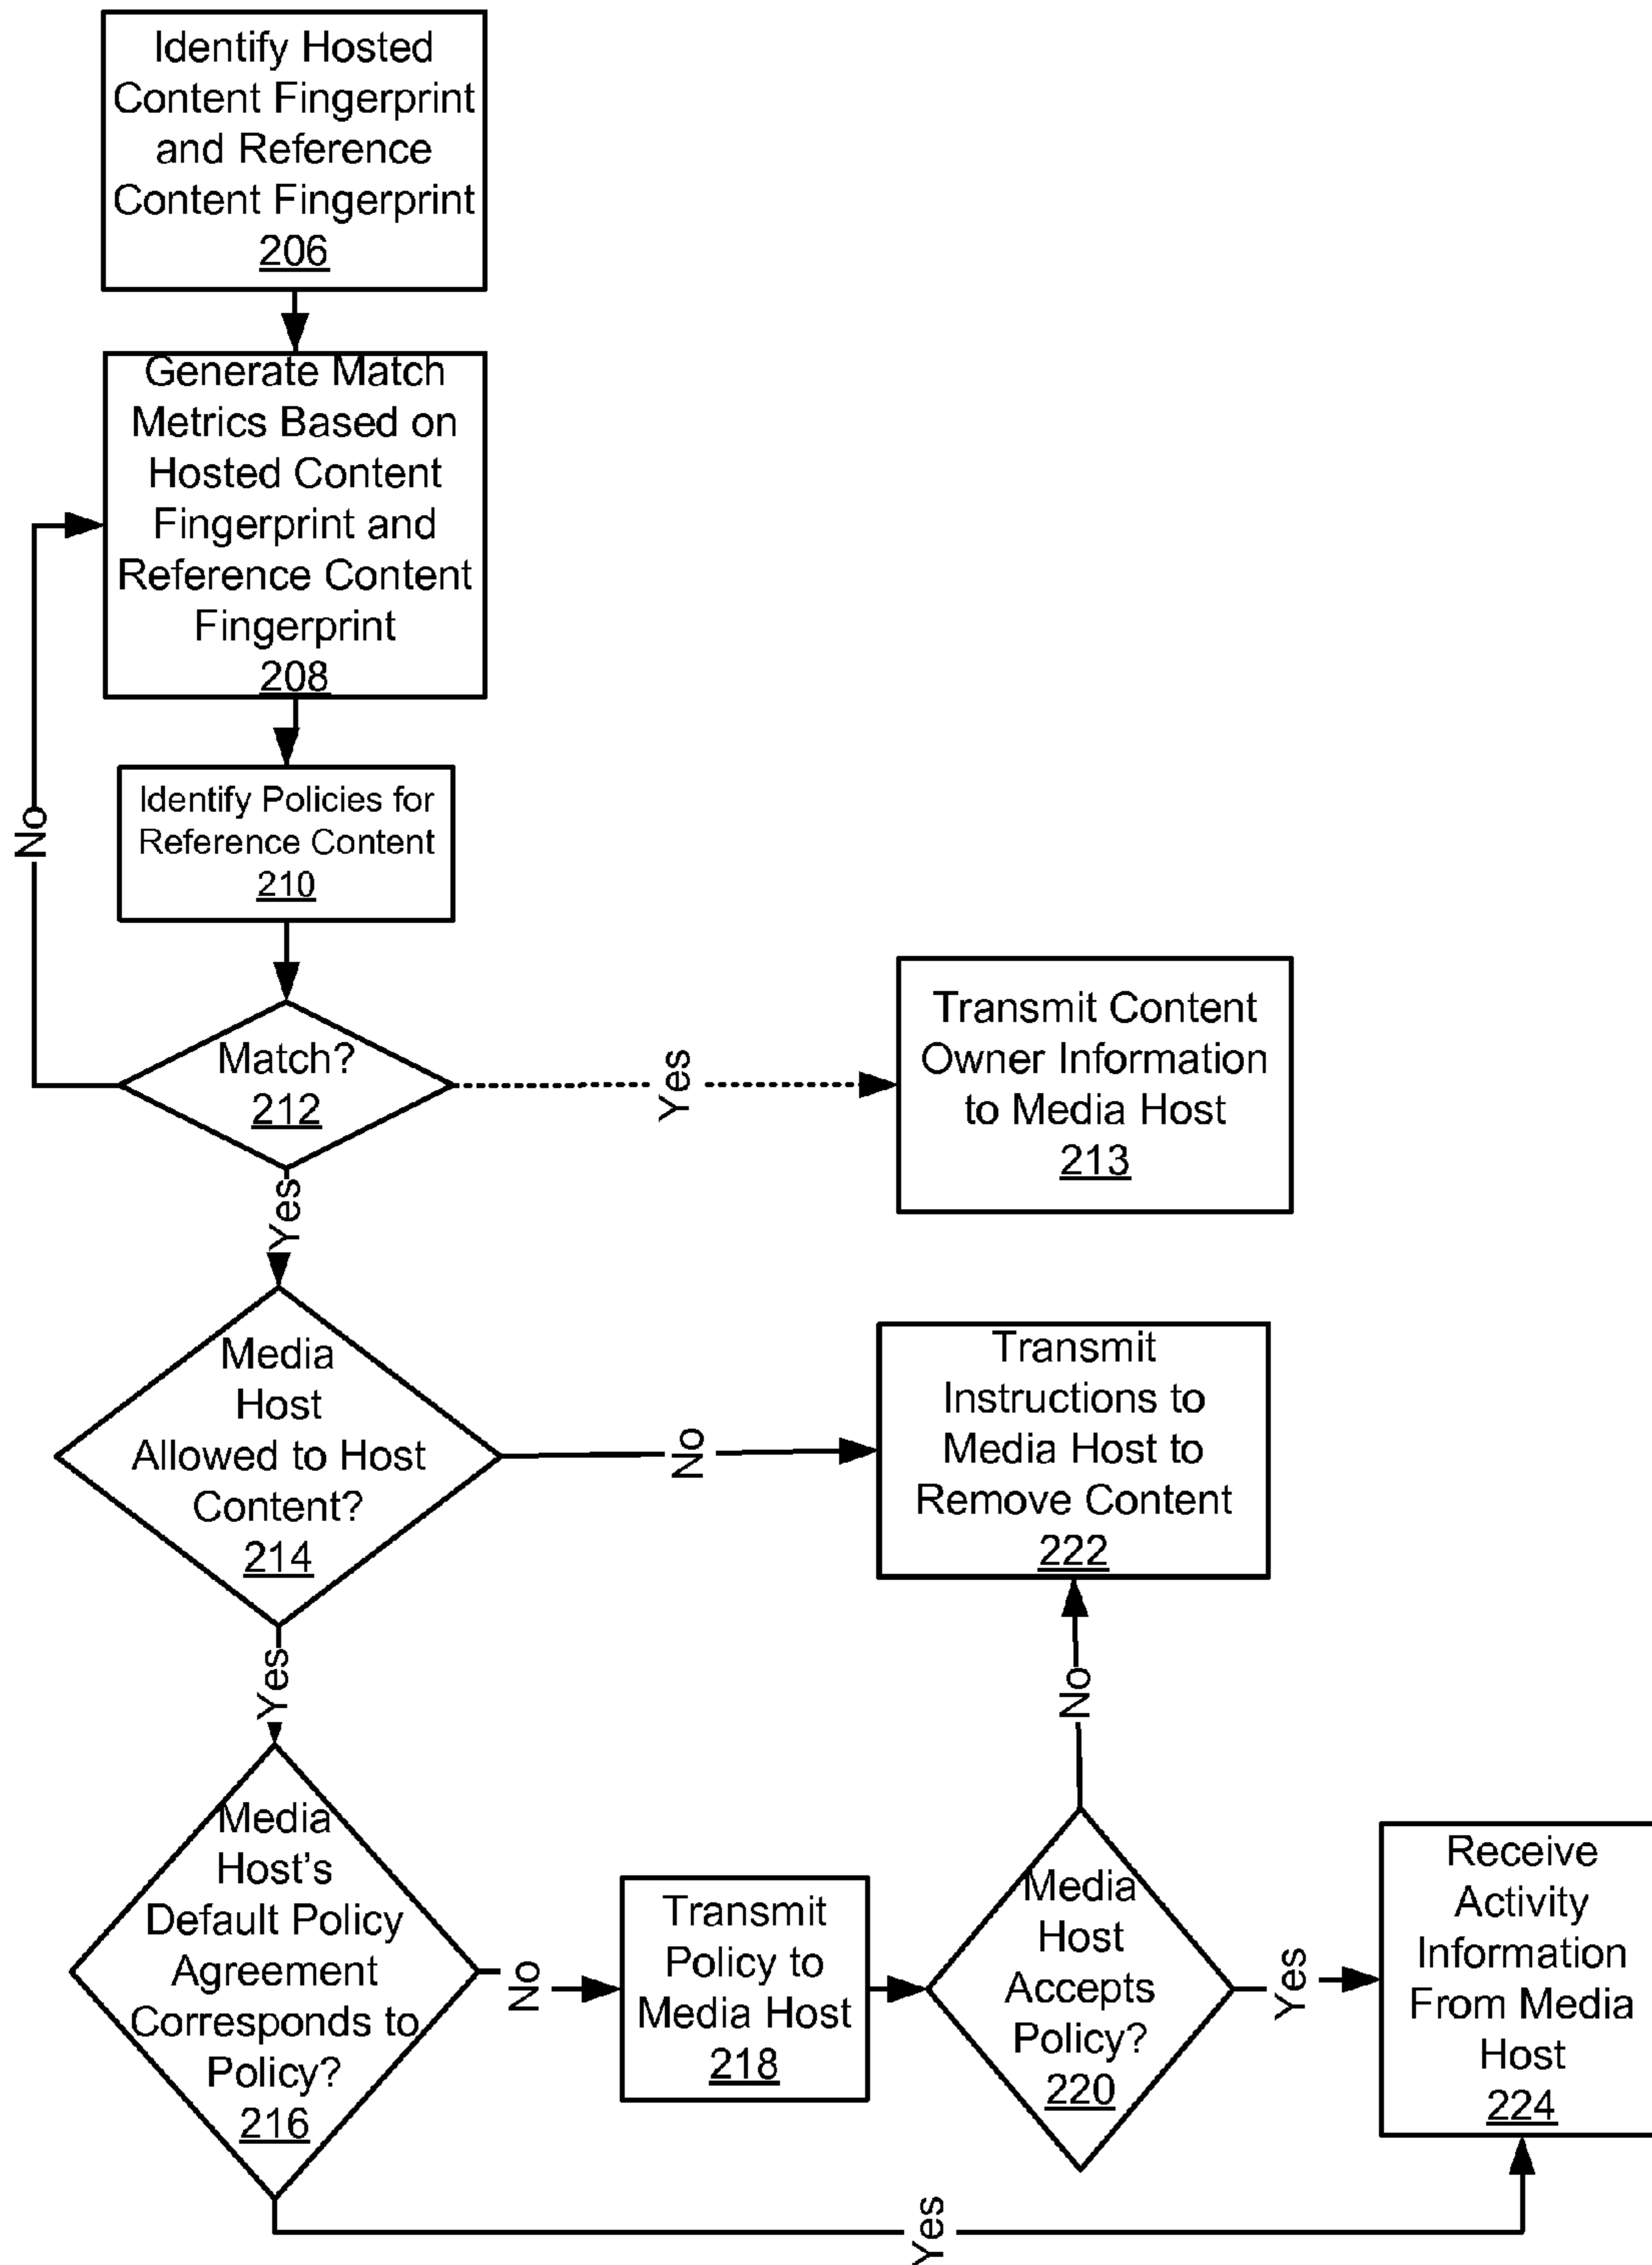 Identify Hosted
Content Fingerprint
and Reference
Content Fingerprint
206
Generate Match
Metrics Based on
Hosted Content
Fingerprint and
Reference Content
Fingerprint
208
Identify Policies for
Reference Content
210
No
Match?
212
Yes
Transmit Content
Owner Information
to Media Host
213
Yes
Media
Host
Allowed to Host
Content?
214
No
Transmit
Instructions to
Media Host to
Remove Content
222
Yes
No
Media
Host's
Default Policy
Agreement
Corresponds to
Policy?
216
No
Transmit
Policy to
Media Host
218
Media
Host
Accepts
Policy?
220
Yes
Receive
Activity
Information
From Media
Host
224
Yes